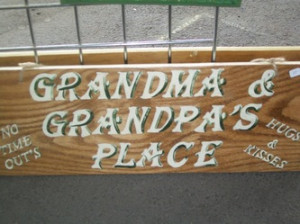 GRANDMA &
GRANDPA'S
PLACE
NO
TIME
OUT'S
HUGS
&
KISSES